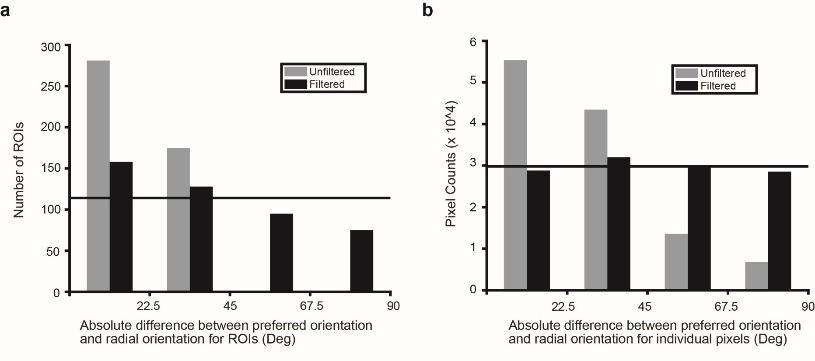 a
300
250
200
150
100
50
0
Number of ROIs
Unfiltered
Filtered
22.5 45 67.5 90
Absolute difference between preferred orientation
and radial orientation for ROIs (Deg)
b
6
5
4
3
2
1
0
Pixel Counts (x 10^4)
Unfiltered
Filtered
22.5 45 67.5 90
Absolute difference between preferred orientation
and radial orientation for individual pixels (Deg)